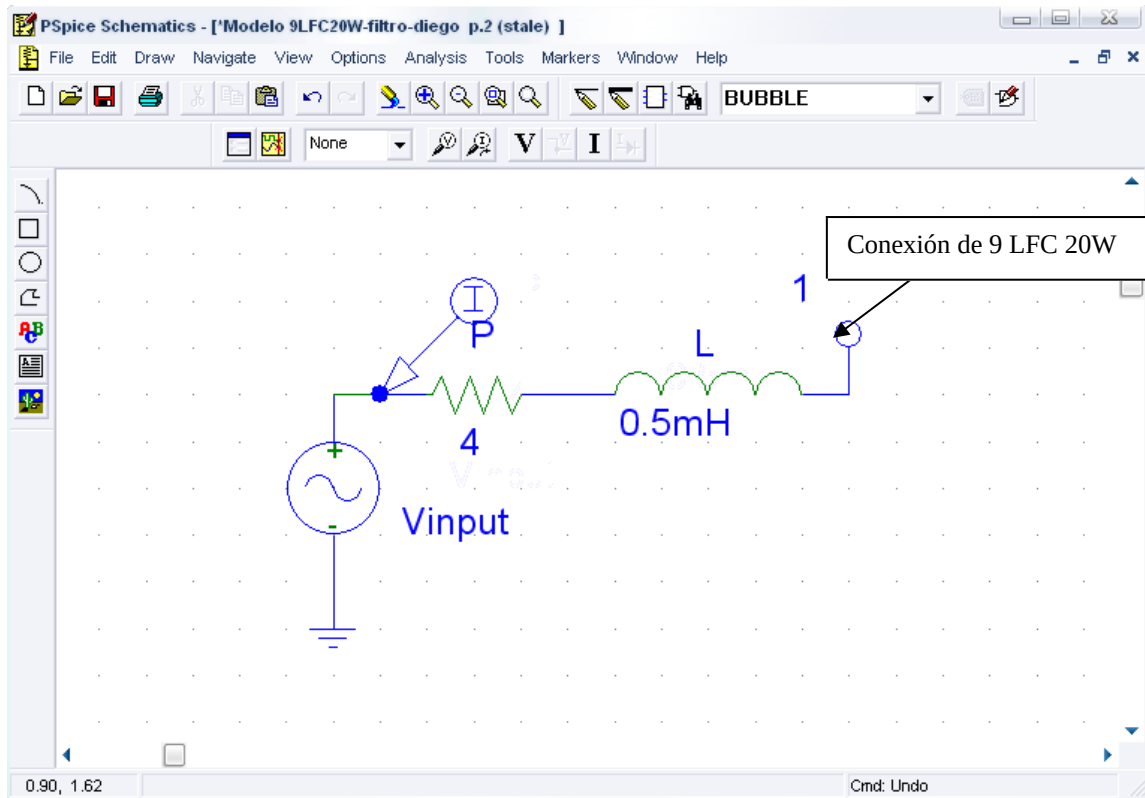 PSpice Schematics - [*Modelo 9LFC20W-filtro-diego p.2 (stale) ]
File Edit Draw Navigate View Options Analysis Tools Markers Window Help
BUBBLE
None
V
I
ABC
Conexión de 9 LFC 20W
1
I
P
L
0.5mH
4
+
-
Vinput
0.90, 1.62
Cmd: Undo